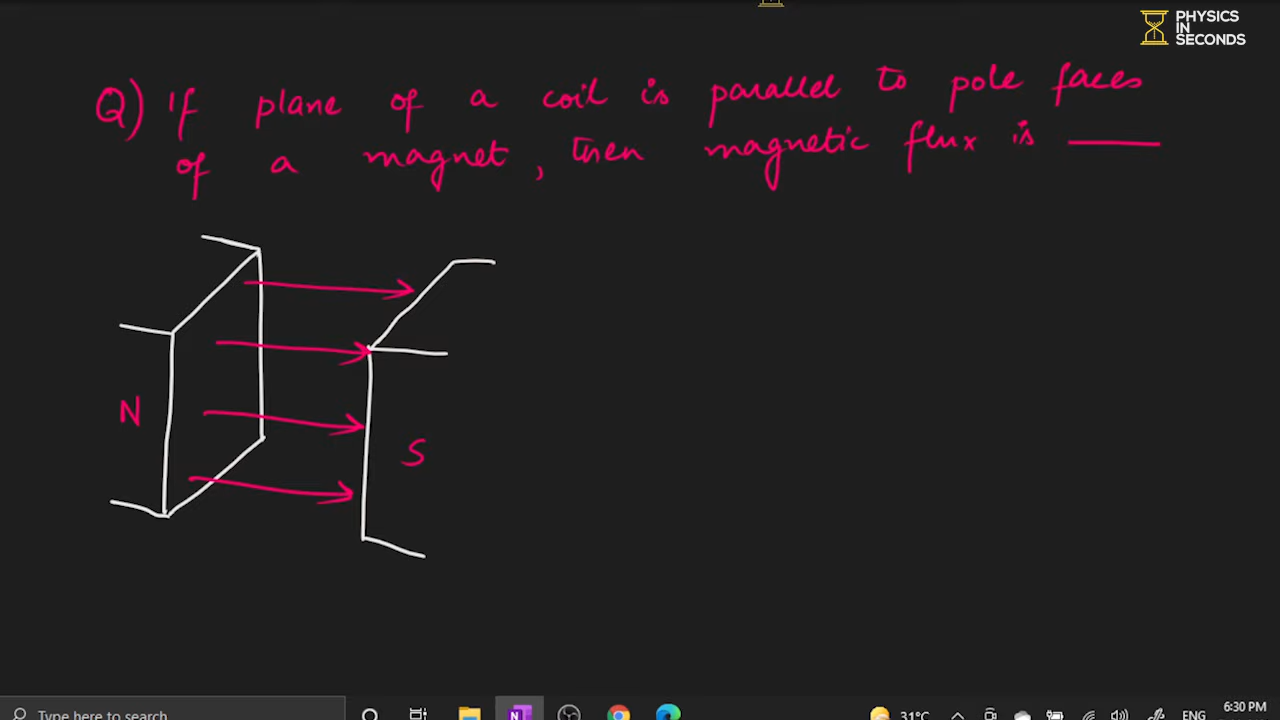 PHYSICS
IN
SECONDS
Q) If plane of a coil is parallel to pole faces
of a magnet, then magnetic flux is ____
N
S
Type here to search
N
31°C
ENG
6:30 PM